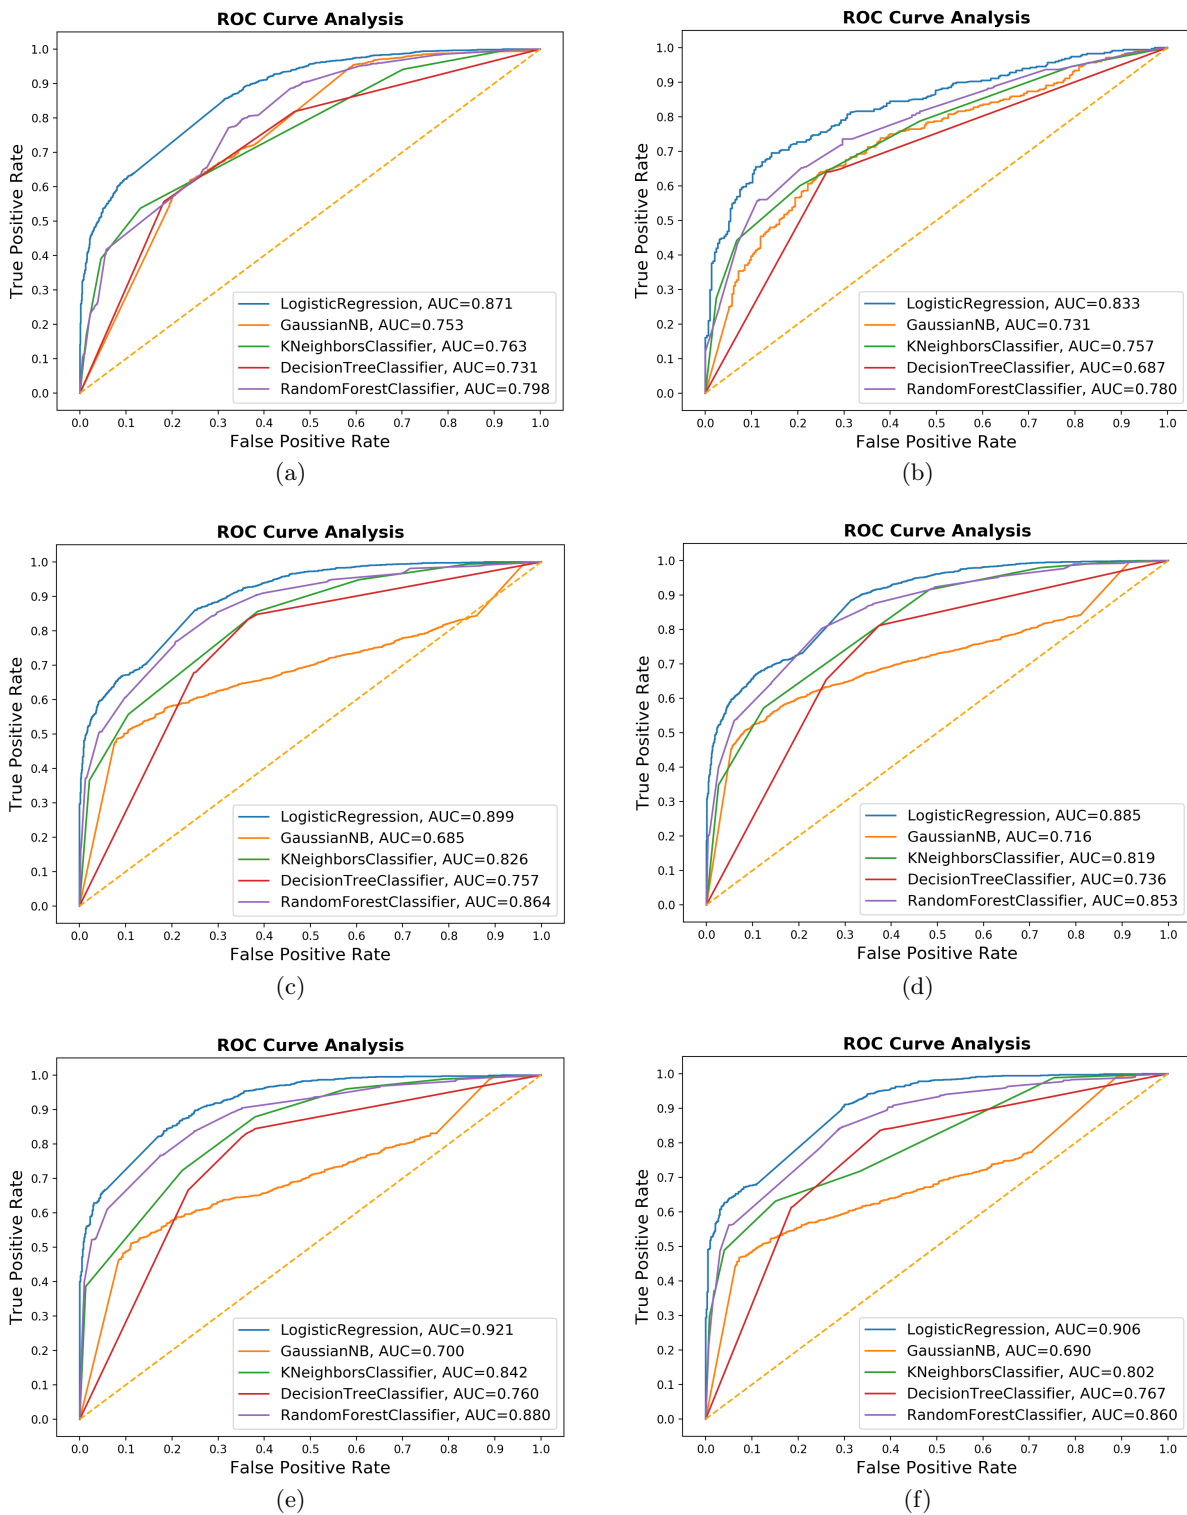 ROC Curve Analysis
True Positive Rate
1.0
0.9
0.8
0.7
0.6
0.5
0.4
0.3
0.2
0.1
0.0
LogisticRegression, AUC=0.871
GaussianNB, AUC=0.753
KNeighborsClassifier, AUC=0.763
DecisionTreeClassifier, AUC=0.731
RandomForestClassifier, AUC=0.798
0.0 0.1 0.2 0.3 0.4 0.5 0.6 0.7 0.8 0.9 1.0
False Positive Rate
(a)
ROC Curve Analysis
True Positive Rate
1.0
0.9
0.8
0.7
0.6
0.5
0.4
0.3
0.2
0.1
0.0
LogisticRegression, AUC=0.833
GaussianNB, AUC=0.731
KNeighborsClassifier, AUC=0.757
DecisionTreeClassifier, AUC=0.687
RandomForestClassifier, AUC=0.780
0.0 0.1 0.2 0.3 0.4 0.5 0.6 0.7 0.8 0.9 1.0
False Positive Rate
(b)
ROC Curve Analysis
True Positive Rate
1.0
0.9
0.8
0.7
0.6
0.5
0.4
0.3
0.2
0.1
0.0
LogisticRegression, AUC=0.899
GaussianNB, AUC=0.685
KNeighborsClassifier, AUC=0.826
DecisionTreeClassifier, AUC=0.757
RandomForestClassifier, AUC=0.864
0.0 0.1 0.2 0.3 0.4 0.5 0.6 0.7 0.8 0.9 1.0
False Positive Rate
(c)
ROC Curve Analysis
True Positive Rate
1.0
0.9
0.8
0.7
0.6
0.5
0.4
0.3
0.2
0.1
0.0
LogisticRegression, AUC=0.885
GaussianNB, AUC=0.716
KNeighborsClassifier, AUC=0.819
DecisionTreeClassifier, AUC=0.736
RandomForestClassifier, AUC=0.853
0.0 0.1 0.2 0.3 0.4 0.5 0.6 0.7 0.8 0.9 1.0
False Positive Rate
(d)
ROC Curve Analysis
True Positive Rate
1.0
0.9
0.8
0.7
0.6
0.5
0.4
0.3
0.2
0.1
0.0
LogisticRegression, AUC=0.921
GaussianNB, AUC=0.700
KNeighborsClassifier, AUC=0.842
DecisionTreeClassifier, AUC=0.760
RandomForestClassifier, AUC=0.880
0.0 0.1 0.2 0.3 0.4 0.5 0.6 0.7 0.8 0.9 1.0
False Positive Rate
(e)
ROC Curve Analysis
True Positive Rate
1.0
0.9
0.8
0.7
0.6
0.5
0.4
0.3
0.2
0.1
0.0
LogisticRegression, AUC=0.906
GaussianNB, AUC=0.690
KNeighborsClassifier, AUC=0.802
DecisionTreeClassifier, AUC=0.767
RandomForestClassifier, AUC=0.860
0.0 0.1 0.2 0.3 0.4 0.5 0.6 0.7 0.8 0.9 1.0
False Positive Rate
(f)